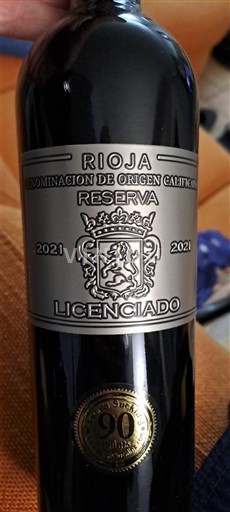 RIOJA
DENOMINACION DE ORIGEN CALIFICADA
RESERVA
2021 2021
LICENCIADO
90